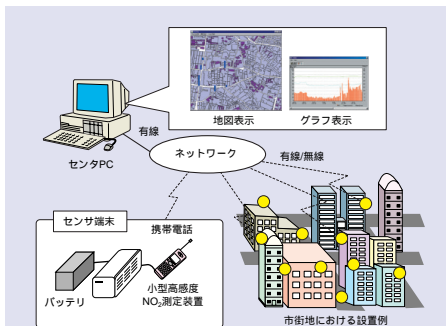 地図表示
グラフ表示
有線
センタPC
ネットワーク
有線/無線
センサ端末
携帯電話
バッテリ
小型高感度
NO₂測定装置
市街地における設置例